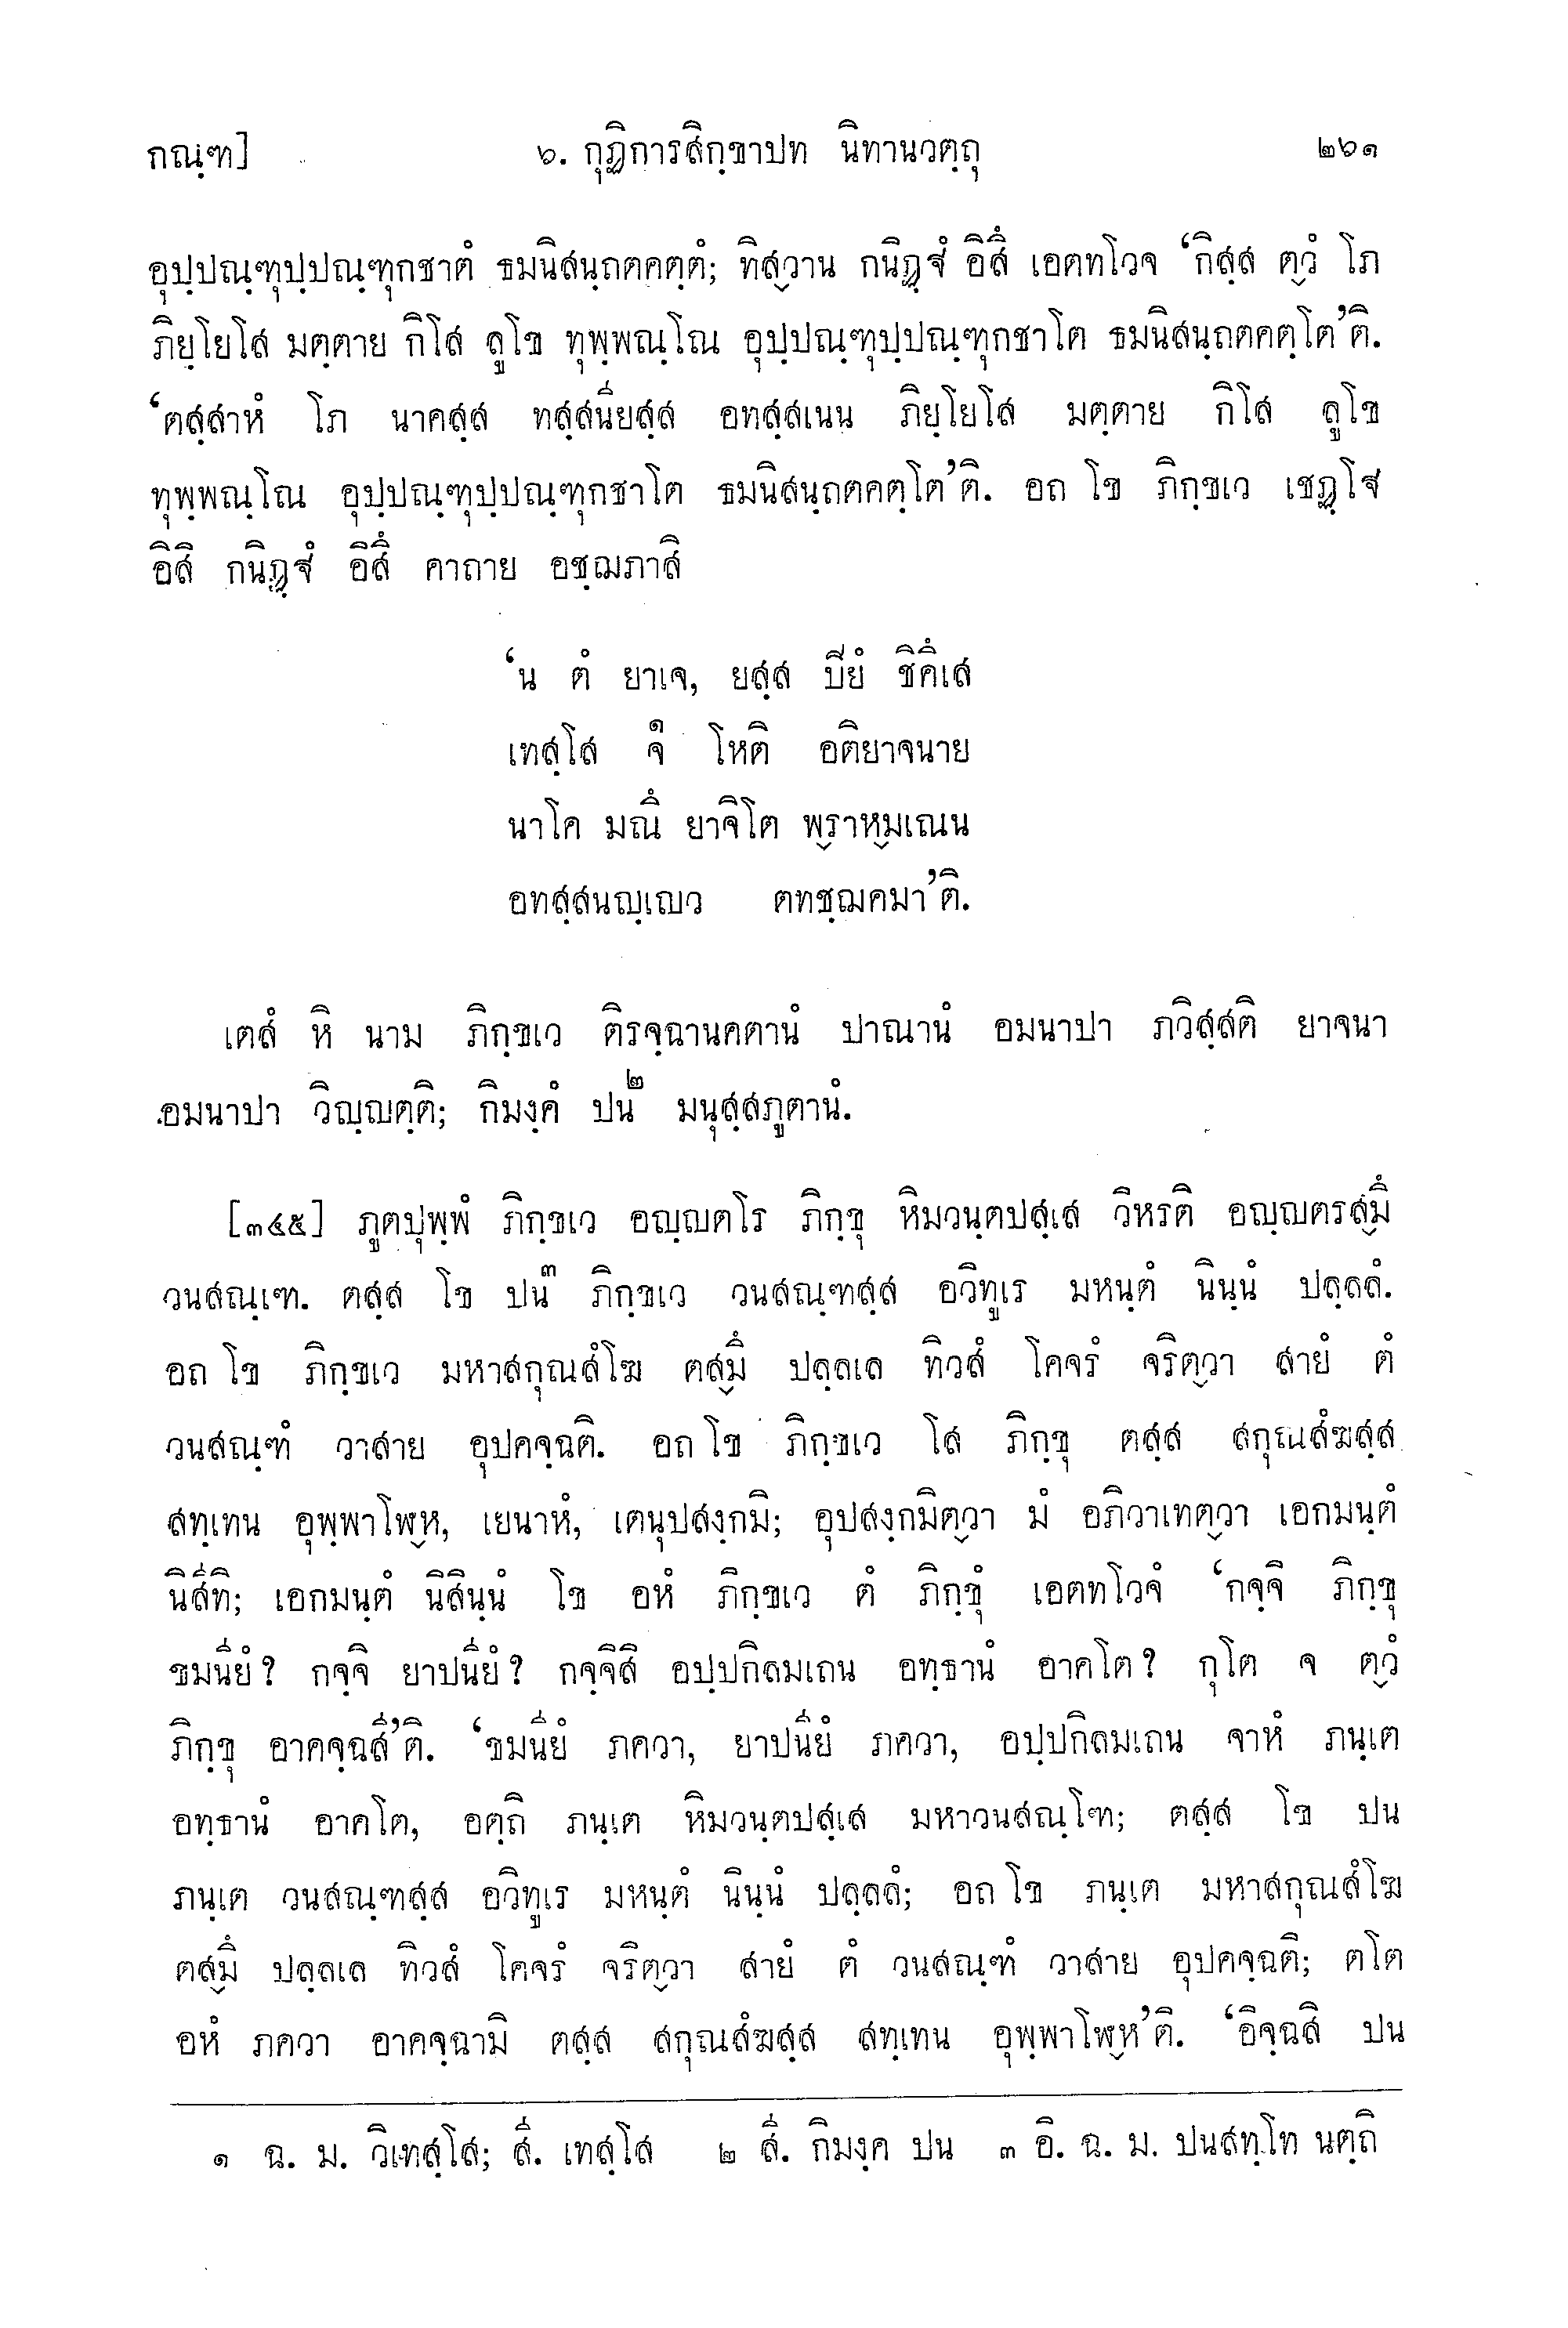 กณฺฑ] ๖. กุฏิการสิกฺขาปท นิทานวตฺถุ ๒๖๑
อุปฺปณฺฑุปฺปณฺฑุกชาตํ ธมนิสนฺถตคตฺตํ; ทิสฺวาน กนิฏฺฐํ อิสึ เอตทโวจ ‘กิสฺส ตฺวํ โภ
ภิยฺโยโส มตฺตาย กิโส ลูโข ทุพฺพณฺโณ อุปฺปณฺฑุปฺปณฺฑุกชาโต ธมนิสนฺถตคตฺโต’ติ.
‘ตสฺสาหํ โภ นาคสฺส ทสฺสนียสฺส อทสฺสเนน ภิยฺโยโส มตฺตาย กิโส ลูโข
ทุพฺพณฺโณ อุปฺปณฺฑุปฺปณฺฑุกชาโต ธมนิสนฺถตคตฺโต’ติ. อถ โข ภิกฺขเว เชฏฺโฐ
อิสิ กนิฏฺฐํ อิสึ คาถาย อชฺฌภาสิ
‘น ตํ ยาเจ, ยสฺส ปิยํ ชิคึเส
เทสฺโส๑ จ โหติ อติยาจนาย
นาโค มณึ ยาจิโต พฺราหฺมเณน
อทสฺสนญฺเญว ตทชฺฌคมา’ติ.
เตสํ หิ นาม ภิกฺขเว ติรจฺฉานคตานํ ปาณานํ อมนาปา ภวิสฺสติ ยาจนา
อมนาปา วิญฺญตฺติ; กิมงฺคํ ปน๒ มนุสฺสภูตานํ.
[๓๔๕] ภูตปุพฺพํ ภิกฺขเว อญฺญตโร ภิกฺขุ หิมวนฺตปสฺเส วิหรติ อญฺญตรสฺมึ
วนสณฺเฑ. ตสฺส โข ปน๓ ภิกฺขเว วนสณฺฑสฺส อวิทูเร มหนฺตํ นินฺนํ ปลฺลลํ.
อถ โข ภิกฺขเว มหาสกุณสํโฆ ตสฺมึ ปลฺลเล ทิวสํ โคจรํ จริตฺวา สายํ ตํ
วนสณฺฑํ วาสาย อุปคจฺฉติ. อถ โข ภิกฺขเว โส ภิกฺขุ ตสฺส สกุณสํฆสฺส
สทฺเทน อุพฺพาโฬฺห, เยนาหํ, เตนุปสงฺกมิ; อุปสงฺกมิตฺวา มํ อภิวาเทตฺวา เอกมนฺตํ
นิสีทิ; เอกมนฺตํ นิสินฺนํ โข อหํ ภิกฺขเว ตํ ภิกฺขุํ เอตทโวจํ ‘กจฺจิ ภิกฺขุ
ขมนียํ? กจฺจิ ยาปนียํ? กจฺจิสิ อปฺปกิลมเถน อทฺธานํ อาคโต? กุโต จ ตฺวํ
ภิกฺขุ อาคจฺฉสี’ติ. ‘ขมนียํ ภควา, ยาปนียํ ภควา, อปฺปกิลมเถน จาหํ ภนฺเต
อทฺธานํ อาคโต, อตฺถิ ภนฺเต หิมวนฺตปสฺเส มหาวนสณฺโฑ; ตสฺส โข ปน
ภนฺเต วนสณฺฑสฺส อวิทูเร มหนฺตํ นินฺนํ ปลฺลลํ; อถ โข ภนฺเต มหาสกุณสํโฆ
ตสฺมึ ปลฺลเล ทิวสํ โคจรํ จริตฺวา สายํ ตํ วนสณฺฑํ วาสาย อุปคจฺฉติ; ตโต
อหํ ภควา อาคจฺฉามิ ตสฺส สกุณสํฆสฺส สทฺเทน อุพฺพาโฬฺห’ติ. ‘อิจฺฉสิ ปน
๑ ฉ. ม. วิเทสฺโส; สี. เทสฺโส ๒ สี. กิมงฺค ปน ๓ อิ. ฉ. ม. ปนสทฺโท นตฺถิ